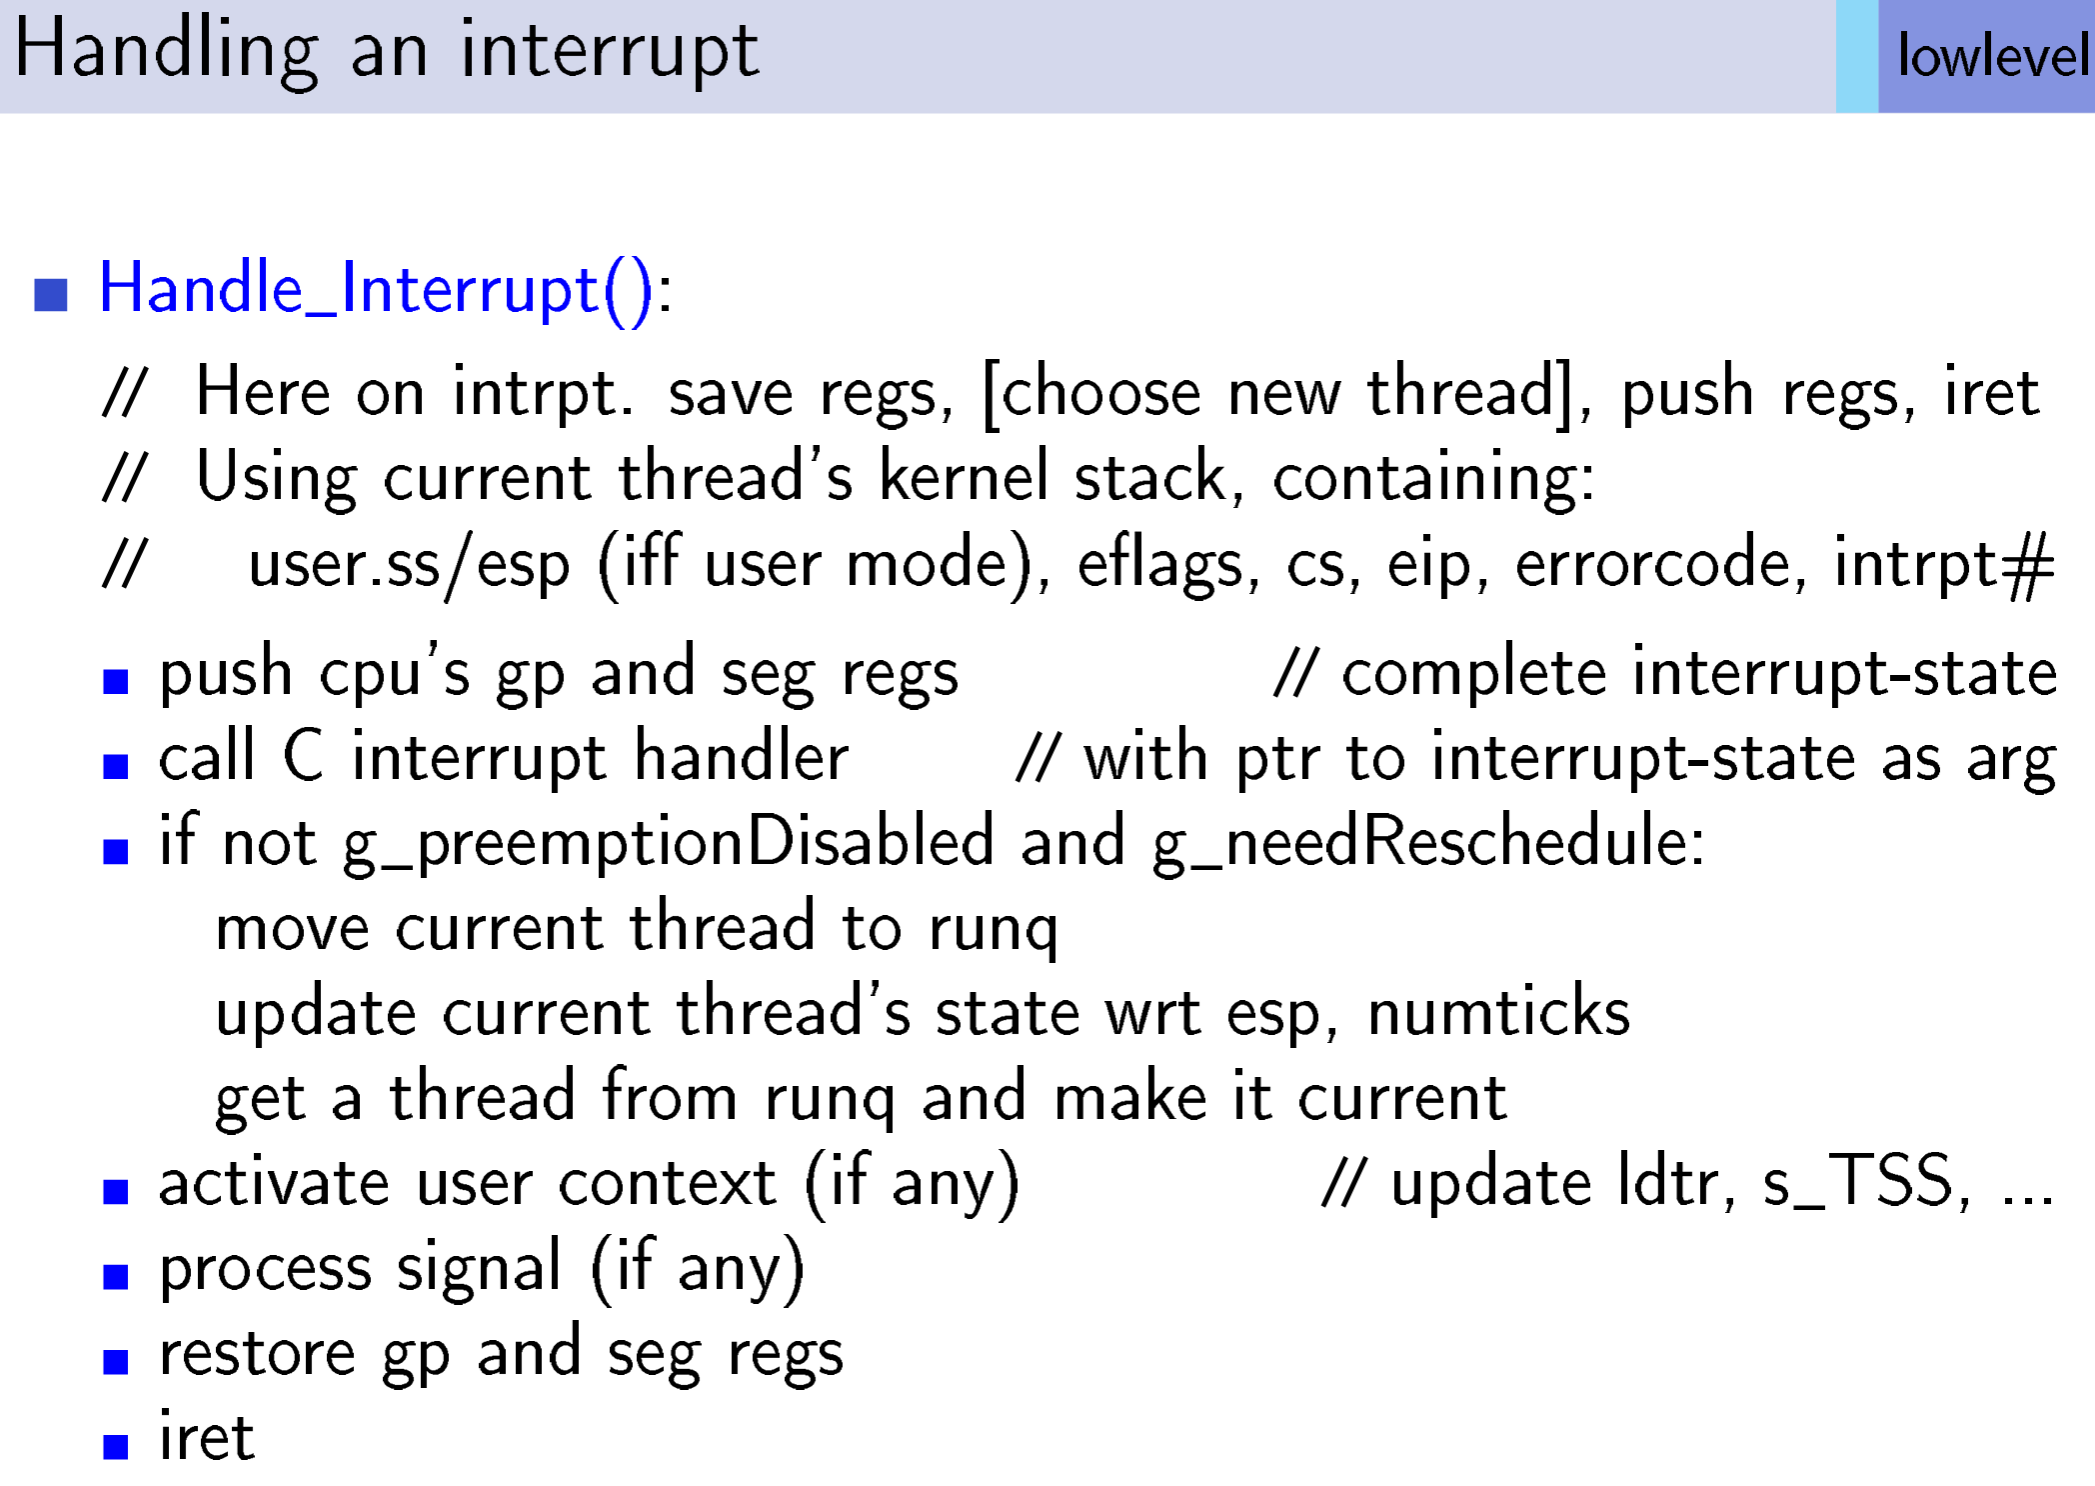 Handling an interrupt
lowlevel
Handle_Interrupt():
// Here on intrpt. save regs, [choose new thread], push regs, iret
// Using current thread's kernel stack, containing:
// user.ss/esp (iff user mode), eflags, cs, eip, errorcode, intrpt#
push cpu's gp and seg regs // complete interrupt-state
call C interrupt handler // with ptr to interrupt-state as arg
if not g_preemptionDisabled and g_needReschedule:
move current thread to runq
update current thread's state wrt esp, numticks
get a thread from runq and make it current
activate user context (if any) // update ldtr, s_TSS, ...
process signal (if any)
restore gp and seg regs
iret